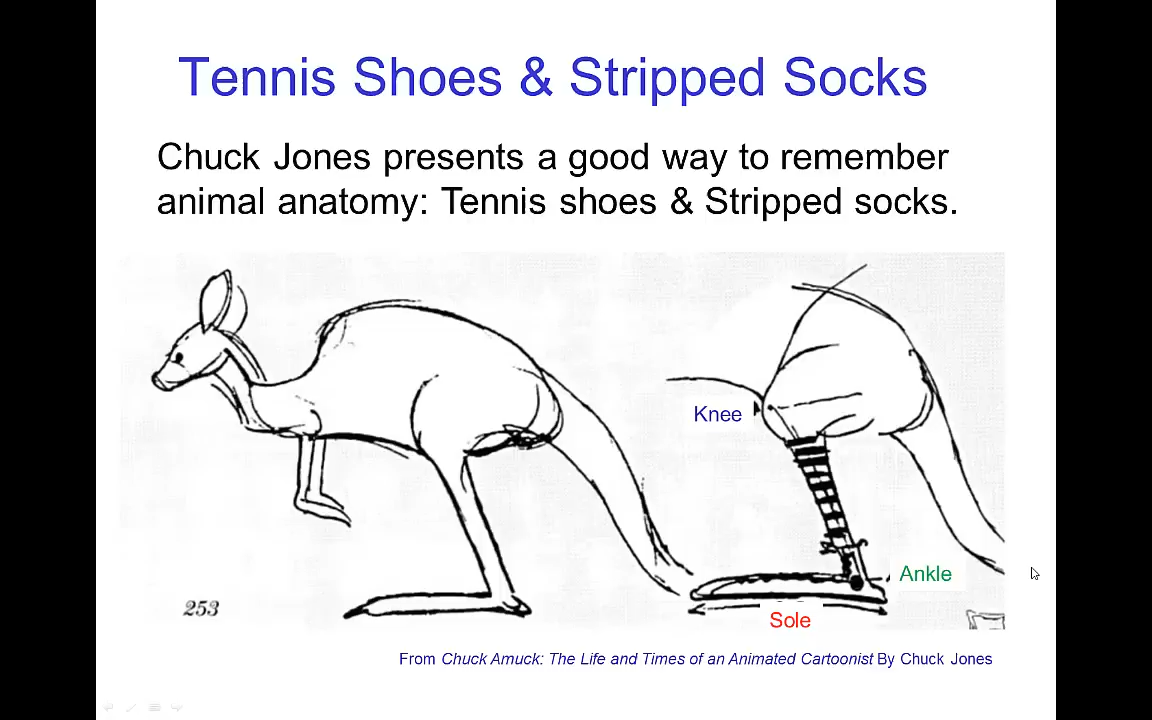 Tennis Shoes & Stripped Socks
Chuck Jones presents a good way to remember
animal anatomy: Tennis shoes & Stripped socks.
Knee
Ankle
253
Sole
From Chuck Amuck: The Life and Times of an Animated Cartoonist By Chuck Jones